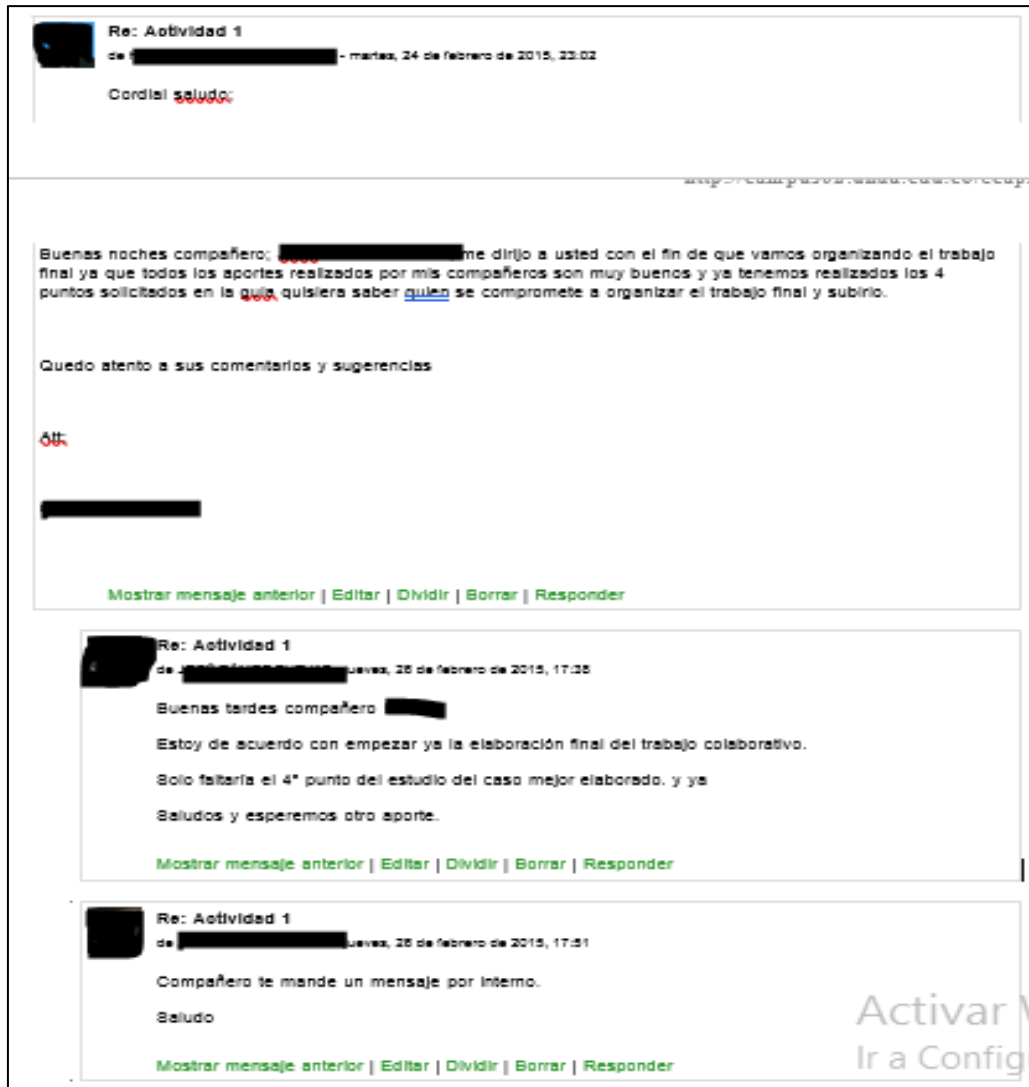 Re: Actividad 1
de - martes, 24 de febrero de 2015, 23:02
Cordial saludo;
Buenas noches compañero; me dirijo a usted con el fin de que vamos organizando el trabajo
final ya que todos los aportes realizados por mis compañeros son muy buenos y ya tenemos realizados los 4
puntos solicitados en la guia quisiera saber quien se compromete a organizar el trabajo final y subirlo.
Quedo atento a sus comentarios y sugerencias
Att;
Mostrar mensaje anterior | Editar | Dividir | Borrar | Responder
Re: Actividad 1
de jueves, 26 de febrero de 2015, 17:38
Buenas tardes compañero
Estoy de acuerdo con empezar ya la elaboración final del trabajo colaborativo.
Solo faltaría el 4° punto del estudio del caso mejor elaborado. y ya
Saludos y esperemos otro aporte.
Mostrar mensaje anterior | Editar | Dividir | Borrar | Responder
Re: Actividad 1
de ueves, 26 de febrero de 2015, 17:51
Compañero te mande un mensaje por interno.
Saludo
Mostrar mensaje anterior | Editar | Dividir | Borrar | Responder
Activar
Ir a Config